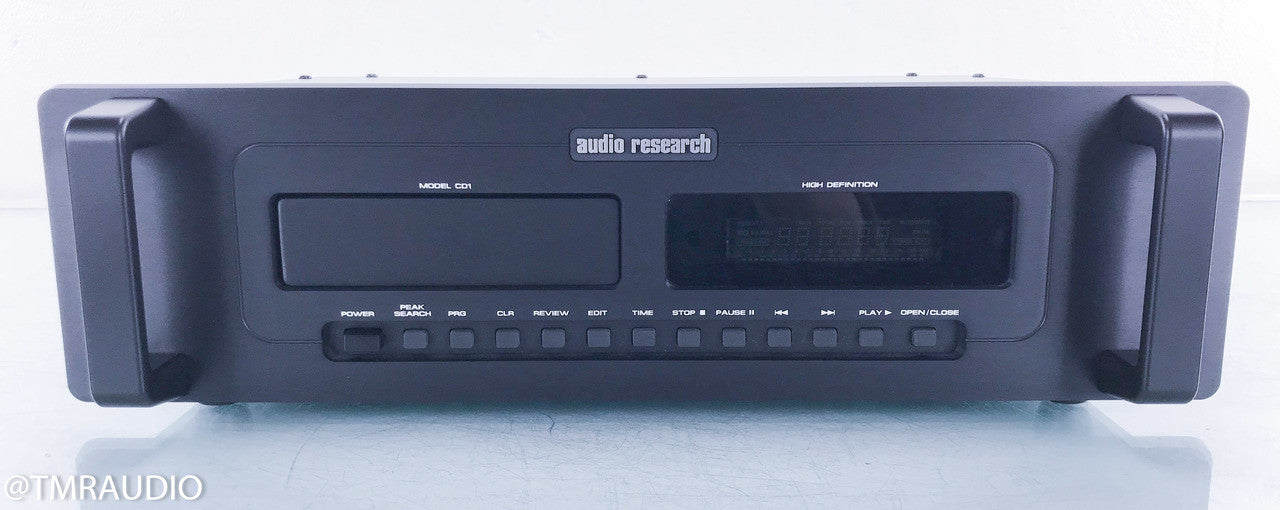 audio research
MODEL CD1
HIGH DEFINITION
POWER
PEAK
SEARCH
PRG
CLR
REVIEW
EDIT
TIME
STOP ■
PAUSE II
⏮
⏭
PLAY ▶
OPEN/CLOSE
@TMRAUDIO